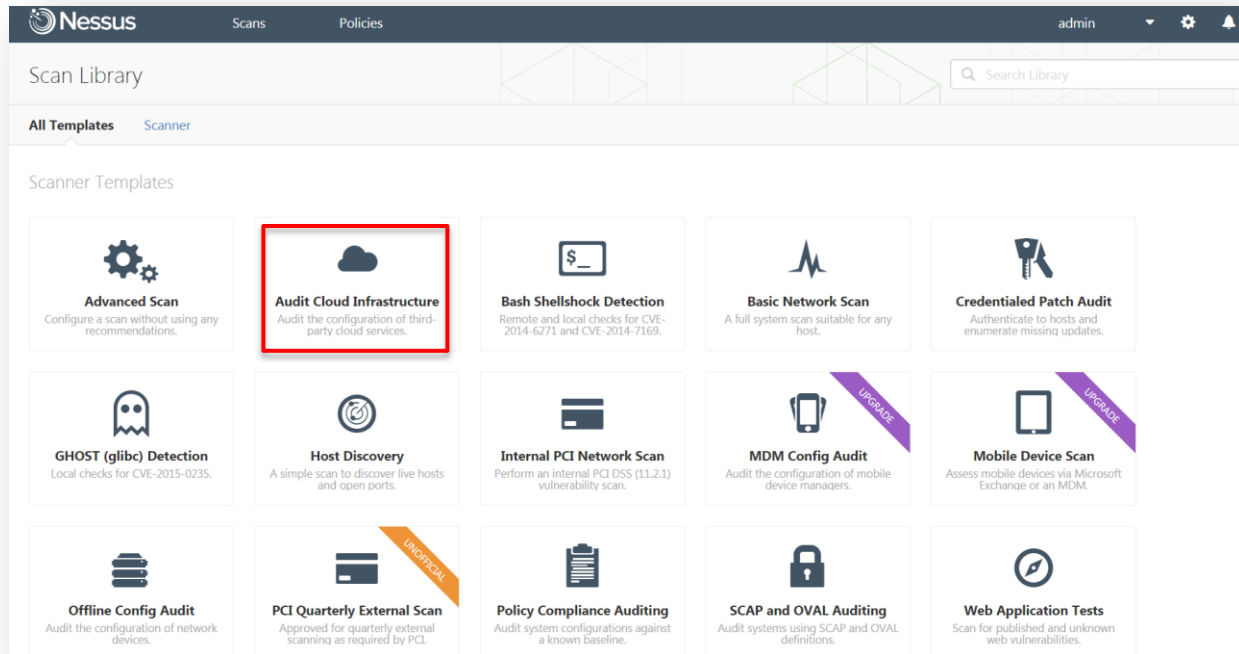 Nessus Scans Policies admin
Scan Library
Search Library
All Templates Scanner
Scanner Templates
Advanced Scan
Configure a scan without using any
recommendations.
Audit Cloud Infrastructure
Audit the configuration of third-
party cloud services.
$_
Bash Shellshock Detection
Remote and local checks for CVE-
2014-6271 and CVE-2014-7169.
Basic Network Scan
A full system scan suitable for any
host.
Credentialed Patch Audit
Authenticate to hosts and
enumerate missing updates.
GHOST (glibc) Detection
Local checks for CVE-2015-0235.
Host Discovery
A simple scan to discover live hosts
and open ports.
Internal PCI Network Scan
Perform an internal PCI DSS (11.2.1)
vulnerability scan.
UPGRADE
MDM Config Audit
Audit the configuration of mobile
device managers.
UPGRADE
Mobile Device Scan
Assess mobile devices via Microsoft
Exchange or an MDM.
Offline Config Audit
Audit the configuration of network
devices.
UNOFFICIAL
PCI Quarterly External Scan
Approved for quarterly external
scanning as required by PCI.
Policy Compliance Auditing
Audit system configurations against
a known baseline.
SCAP and OVAL Auditing
Audit systems using SCAP and OVAL
definitions.
Web Application Tests
Scan for published and unknown
web vulnerabilities.